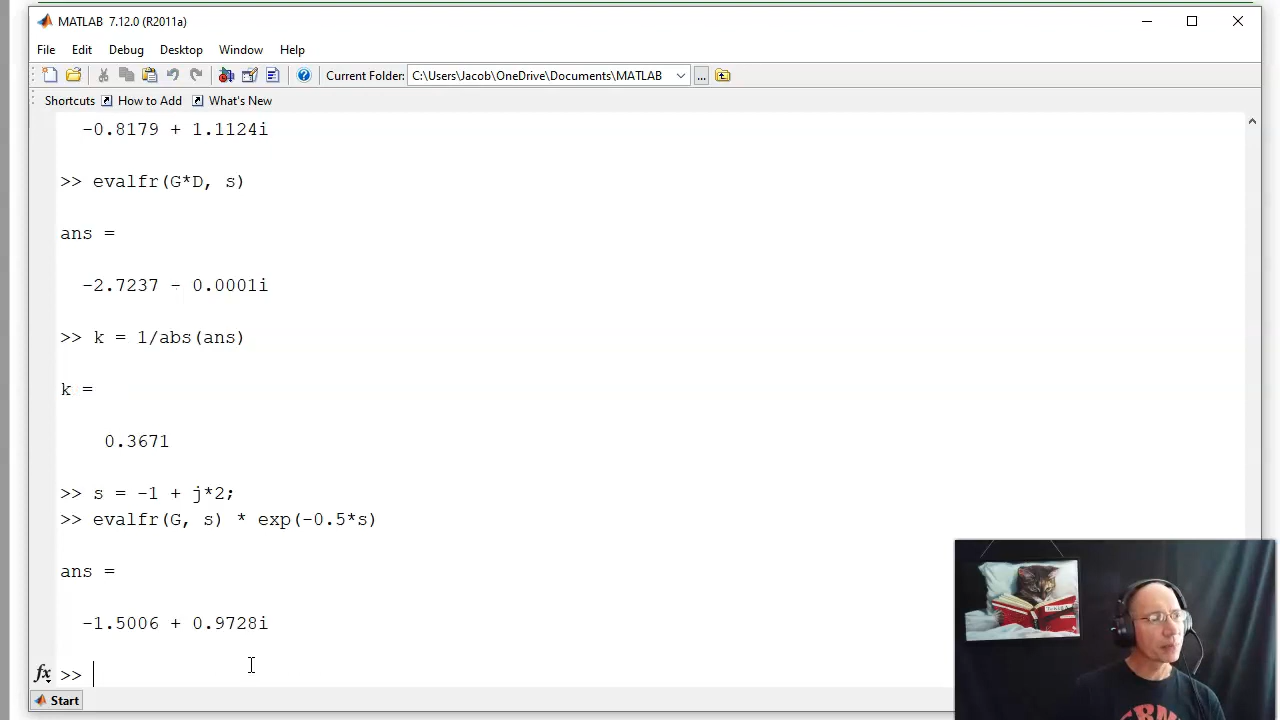 MATLAB 7.12.0 (R2011a)
File Edit Debug Desktop Window Help
Current Folder: C:\Users\Jacob\OneDrive\Documents\MATLAB
Shortcuts How to Add What's New
-0.8179 + 1.1124i
>> evalfr(G*D, s)
ans =
-2.7237 - 0.0001i
>> k = 1/abs(ans)
k =
0.3671
>> s = -1 + j*2;
>> evalfr(G, s) * exp(-0.5*s)
ans =
-1.5006 + 0.9728i
fx >>
Start